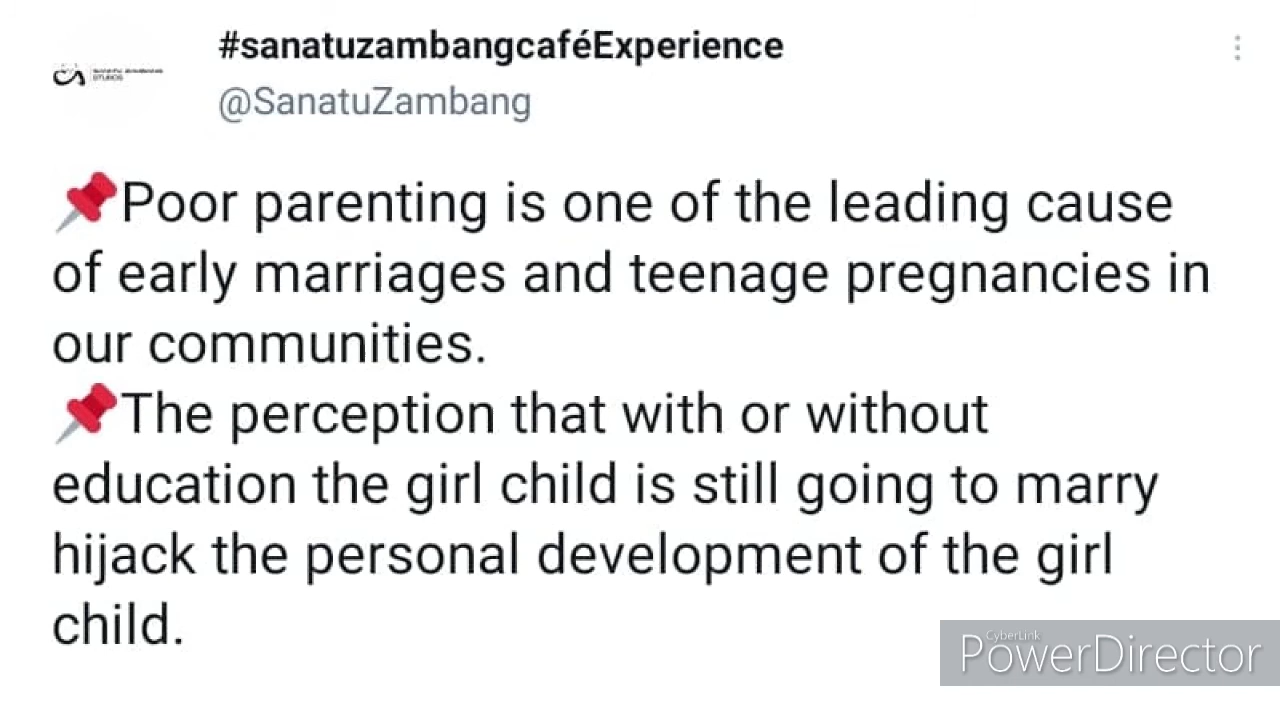 #sanatuzambangcaféExperience
@SanatuZambang
📌Poor parenting is one of the leading cause
of early marriages and teenage pregnancies in
our communities.
📌The perception that with or without
education the girl child is still going to marry
hijack the personal development of the girl
child.
CyberLink
PowerDirector